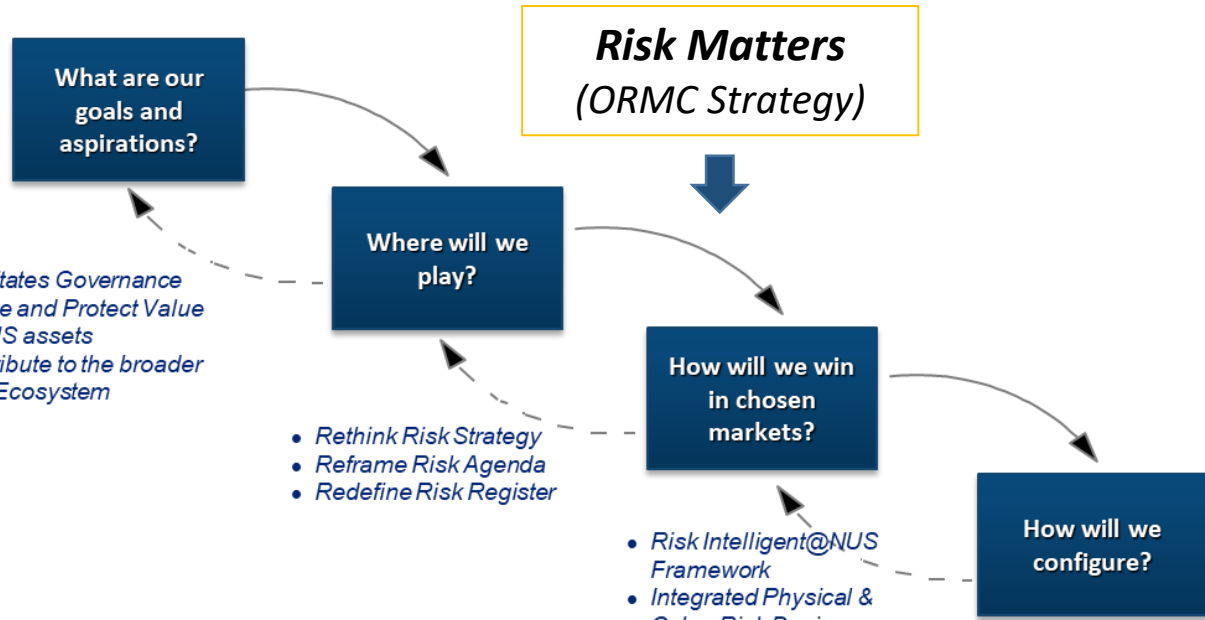 Risk Matters
(ORMC Strategy)
What are our
goals and
aspirations?
Where will we
play?
Governance
and Protect Value
assets
to the broader
Ecosystem
How will we win
in chosen
markets?
• Rethink Risk Strategy
• Reframe Risk Agenda
• Redefine Risk Register
How will we
configure?
• Risk Intelligent@NUS
Framework
• Integrated Physical &